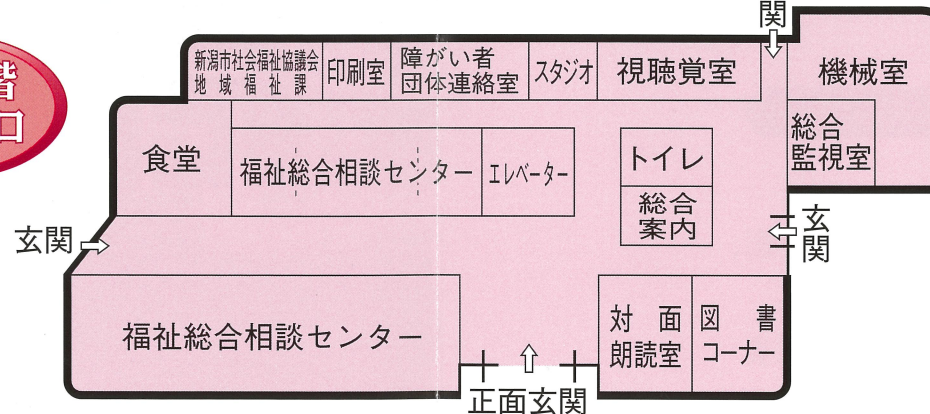 階
口
関
新潟市社会福祉協議会
地域福祉課
印刷室
障がい者
団体連絡室
スタジオ
視聴覚室
機械室
総合
監視室
食堂
福祉総合相談センター
エレベーター
トイレ
総合
案内
玄関
玄
関
福祉総合相談センター
対面
朗読室
図書
コーナー
正面玄関